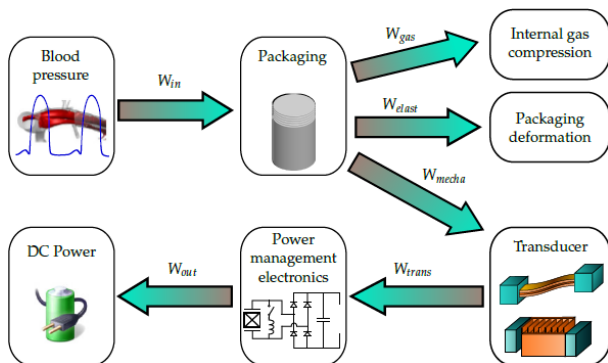 Blood
pressure
W_in
Packaging
W_gas
Internal gas
compression
W_elast
Packaging
deformation
W_mecha
DC Power
W_out
Power
management
electronics
W_trans
Transducer